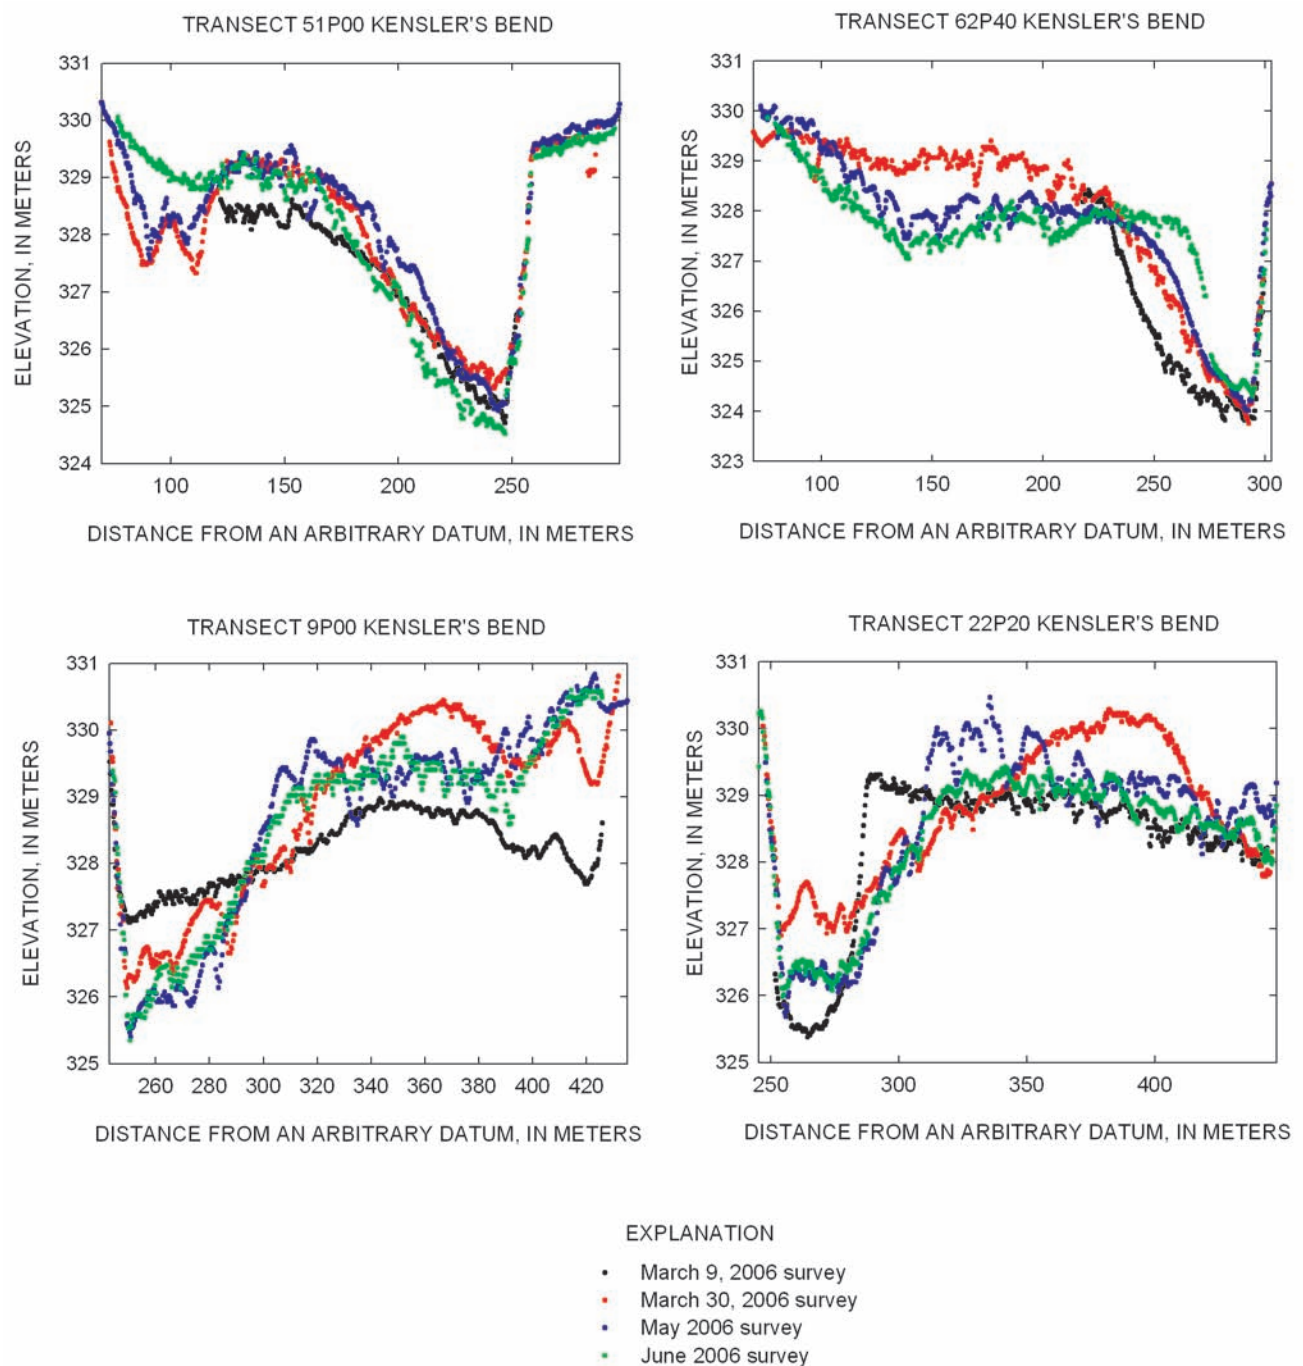 TRANSECT 51P00 KENSLER'S BEND
331
330
329
328
327
326
325
324
ELEVATION, IN METERS
100 150 200 250
DISTANCE FROM AN ARBITRARY DATUM, IN METERS
TRANSECT 62P40 KENSLER'S BEND
331
330
329
328
327
326
325
324
323
ELEVATION, IN METERS
100 150 200 250 300
DISTANCE FROM AN ARBITRARY DATUM, IN METERS
TRANSECT 9P00 KENSLER'S BEND
331
330
329
328
327
326
325
ELEVATION, IN METERS
260 280 300 320 340 360 380 400 420
DISTANCE FROM AN ARBITRARY DATUM, IN METERS
TRANSECT 22P20 KENSLER'S BEND
331
330
329
328
327
326
325
ELEVATION, IN METERS
250 300 350 400
DISTANCE FROM AN ARBITRARY DATUM, IN METERS
EXPLANATION
March 9, 2006 survey
March 30, 2006 survey
May 2006 survey
June 2006 survey